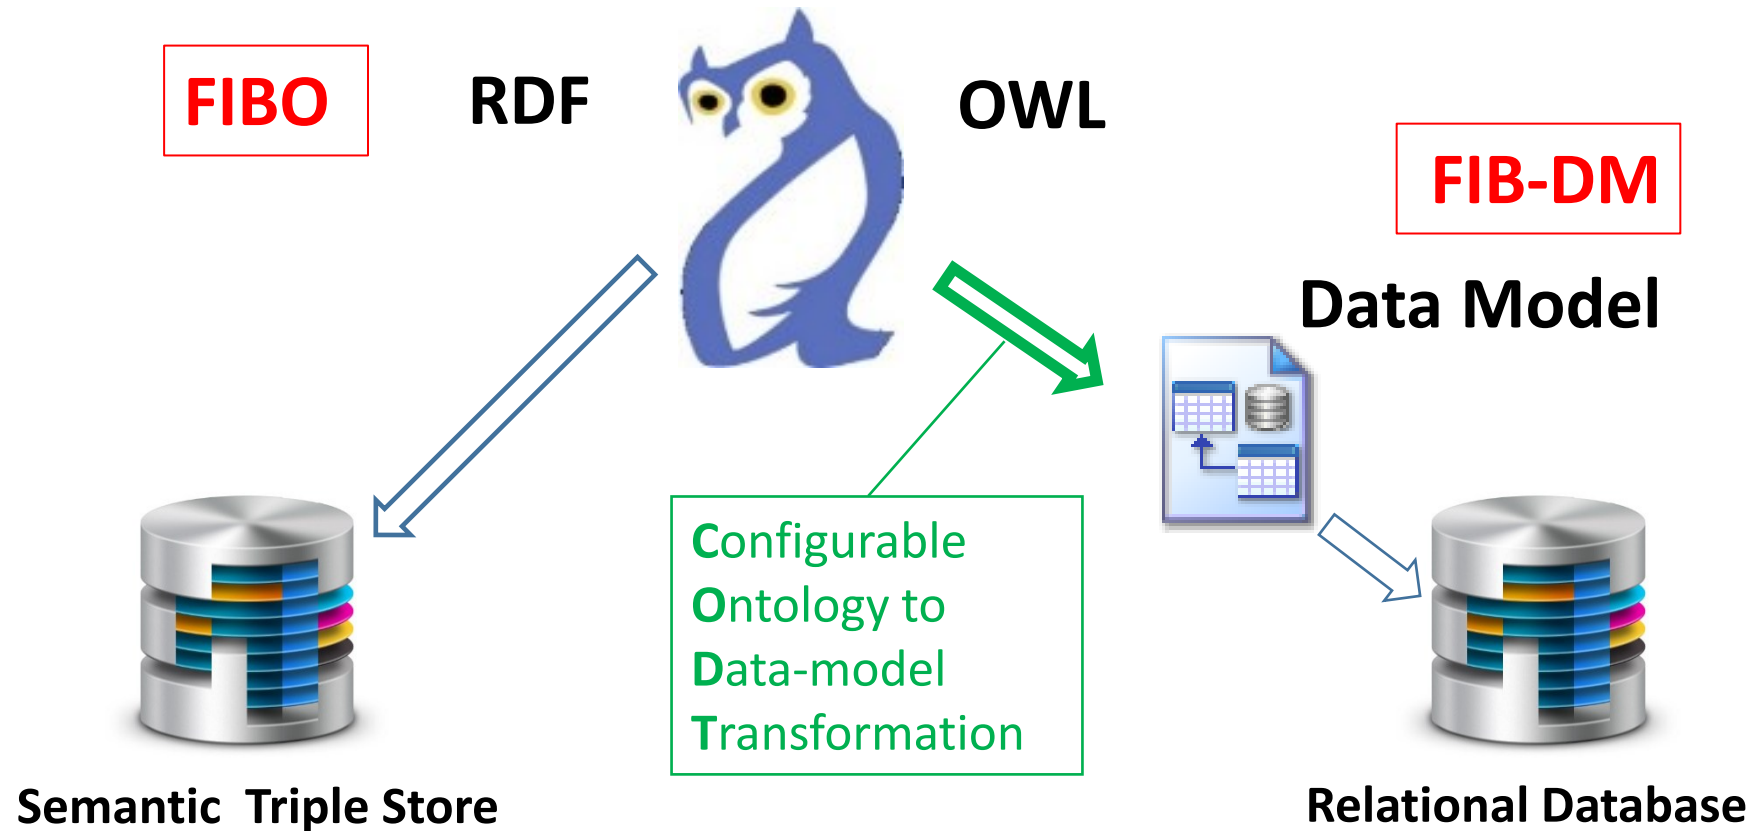 FIBO
RDF
OWL
FIB-DM
Data Model
Configurable
Ontology to
Data-model
Transformation
Semantic Triple Store
Relational Database